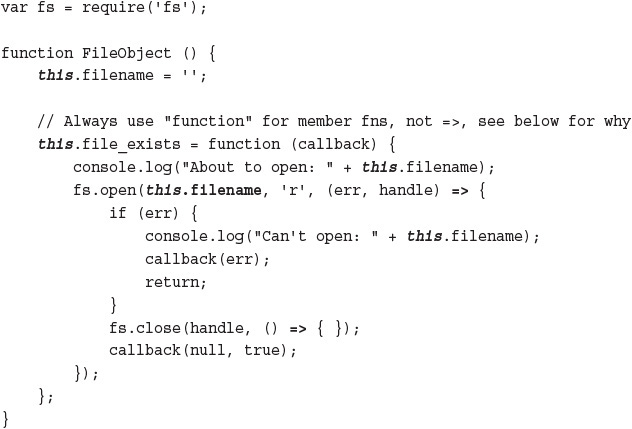 var fs = require('fs');
function FileObject () {
    this.filename = '';
    // Always use "function" for member fns, not =>, see below for why
    this.file_exists = function (callback) {
        console.log("About to open: " + this.filename);
        fs.open(this.filename, 'r', (err, handle) => {
            if (err) {
                console.log("Can't open: " + this.filename);
                callback(err);
                return;
            }
            fs.close(handle, () => { });
            callback(null, true);
        });
    };
}